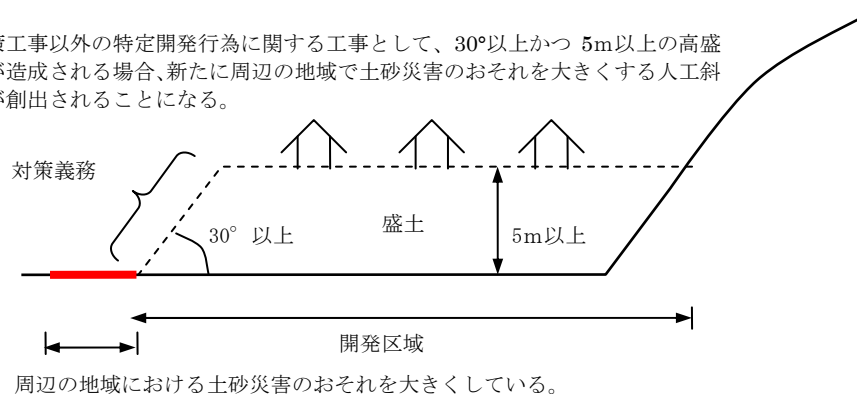 工事以外の特定開発行為に関する工事として、30°以上かつ 5m以上の高盛
造成される場合、新たに周辺の地域で土砂災害のおそれを大きくする人工斜
創出されることになる。
対策義務
30° 以上
盛土
5m以上
開発区域
周辺の地域における土砂災害のおそれを大きくしている。